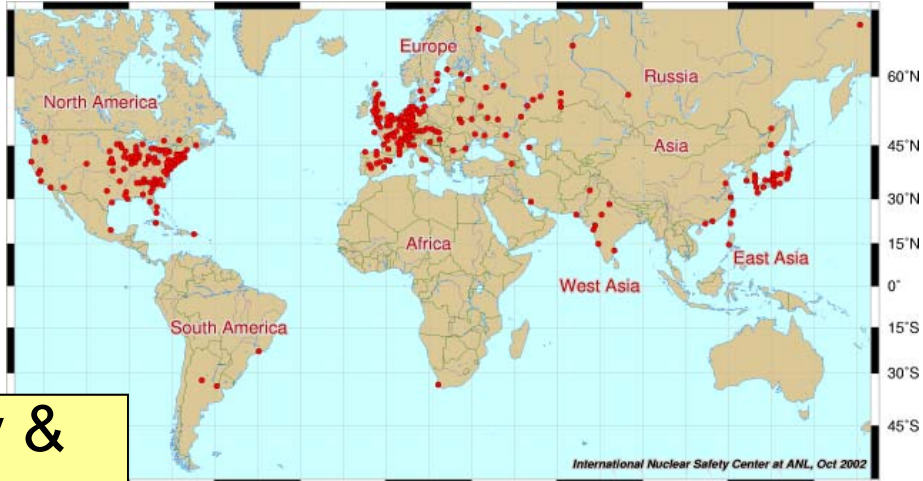 Europe
60°N
Russia
North America
45°N
Asia
30°N
Africa
15°N
East Asia
West Asia
0°
South America
15°S
30°S
&
45°S
International Nuclear Safety Center at ANL, Oct 2002